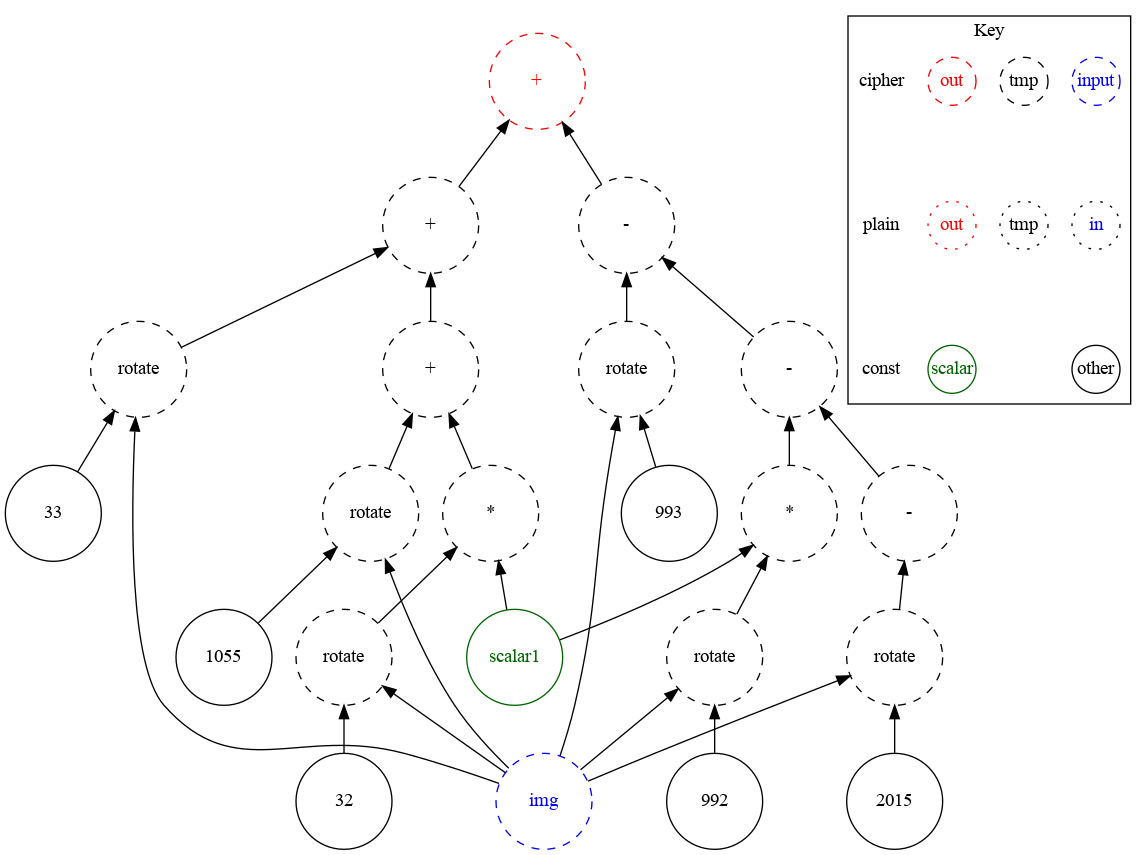 Key
cipher out tmp input
plain out tmp in
const scalar other
+
+ -
rotate + rotate -
33 rotate * 993 * -
1055 rotate scalar1 rotate rotate
32 img 992 2015